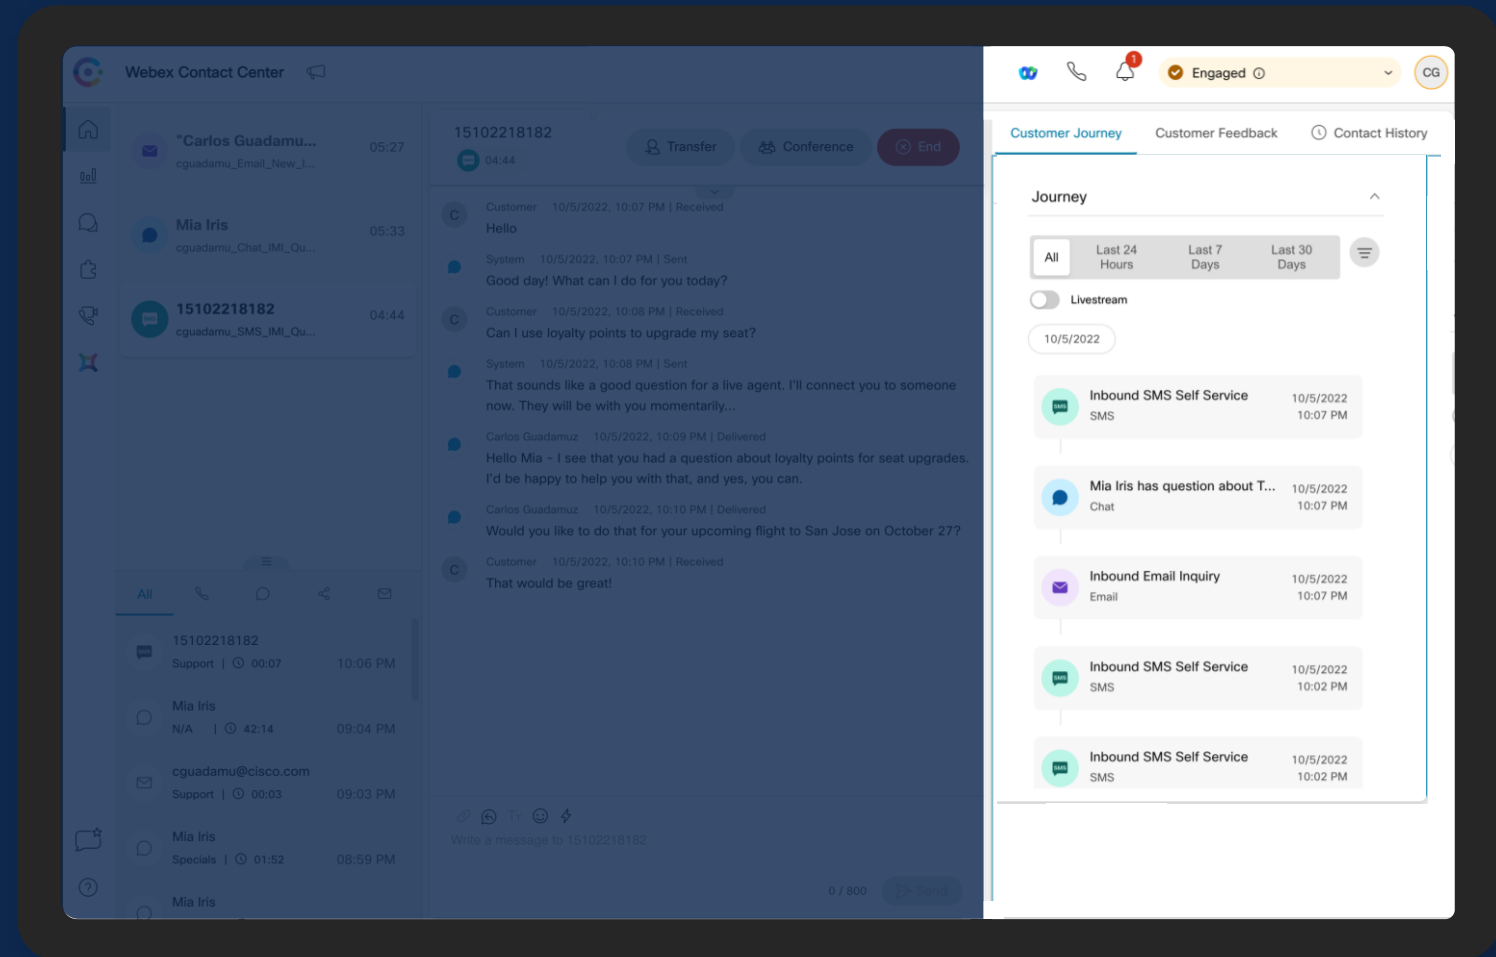 Webex Contact Center
1
Engaged
CG
"Carlos Guadamu...
05:27
cguadamu_Email_New_I...
Mia Iris
05:33
cguadamu_Chat_IMI_Qu...
15102218182
04:44
cguadamu_SMS_IMI_Qu...
All
15102218182
Support | 00:07
10:06 PM
Mia Iris
N/A | 42:14
09:04 PM
cguadamu@cisco.com
Support | 00:03
09:03 PM
Mia Iris
Specials | 01:52
08:59 PM
Mia Iris
15102218182
04:44
Transfer
Conference
End
C
Customer 10/5/2022, 10:07 PM | Received
Hello
System 10/5/2022, 10:07 PM | Sent
Good day! What can I do for you today?
C
Customer 10/5/2022, 10:08 PM | Received
Can I use loyalty points to upgrade my seat?
System 10/5/2022, 10:08 PM | Sent
That sounds like a good question for a live agent. I'll connect you to someone
now. They will be with you momentarily...
Carlos Guadamuz 10/5/2022, 10:09 PM | Delivered
Hello Mia - I see that you had a question about loyalty points for seat upgrades.
I'd be happy to help you with that, and yes, you can.
Carlos Guadamuz 10/5/2022, 10:10 PM | Delivered
Would you like to do that for your upcoming flight to San Jose on October 27?
C
Customer 10/5/2022, 10:10 PM | Received
That would be great!
Write a message to 15102218182
0 / 800
Send
Customer Journey
Customer Feedback
Contact History
Journey
All
Last 24
Hours
Last 7
Days
Last 30
Days
Livestream
10/5/2022
SMS
Inbound SMS Self Service
SMS
10/5/2022
10:07 PM
Mia Iris has question about T...
Chat
10/5/2022
10:07 PM
Inbound Email Inquiry
Email
10/5/2022
10:07 PM
SMS
Inbound SMS Self Service
SMS
10/5/2022
10:02 PM
SMS
Inbound SMS Self Service
SMS
10/5/2022
10:02 PM